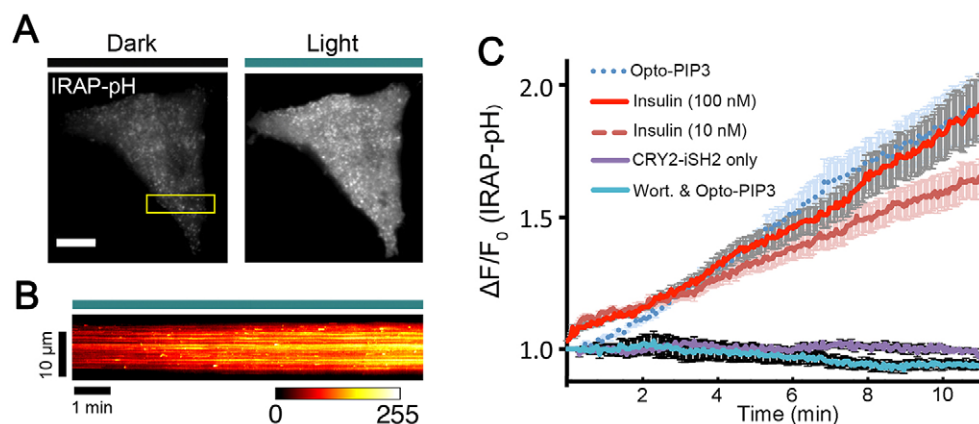 A
Dark
Light
IRAP-pH
B
10 µm
1 min
0
255
C
Opto-PIP3
Insulin (100 nM)
Insulin (10 nM)
CRY2-iSH2 only
Wort. & Opto-PIP3
ΔF/F0 (IRAP-pH)
2.0
1.5
1.0
2
4
6
8
10
Time (min)